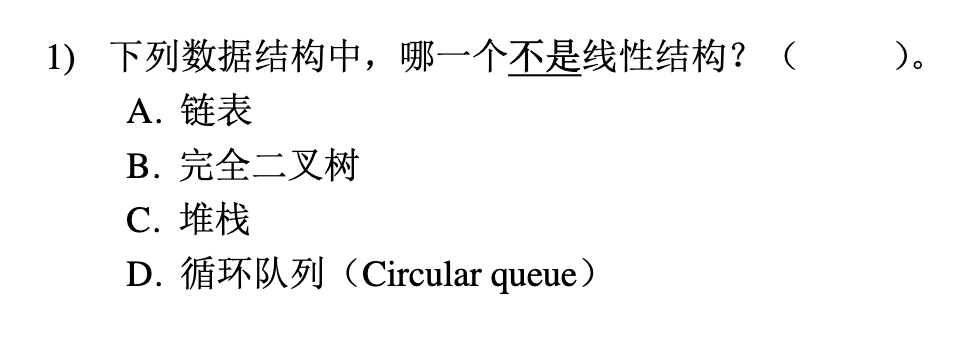 1) 下列数据结构中，哪一个不是线性结构？（　　）。
A. 链表
B. 完全二叉树
C. 堆栈
D. 循环队列（Circular queue）